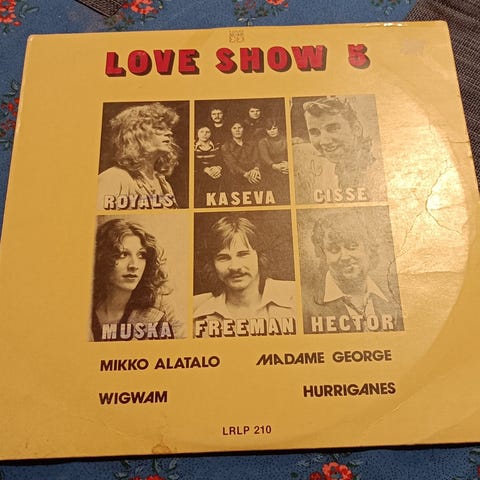 LOVE SHOW 5
ROYALS KASEVA CISSE
MUSKA FREEMAN HECTOR
MIKKO ALATALO MADAME GEORGE
WIGWAM HURRIGANES
LRLP 210